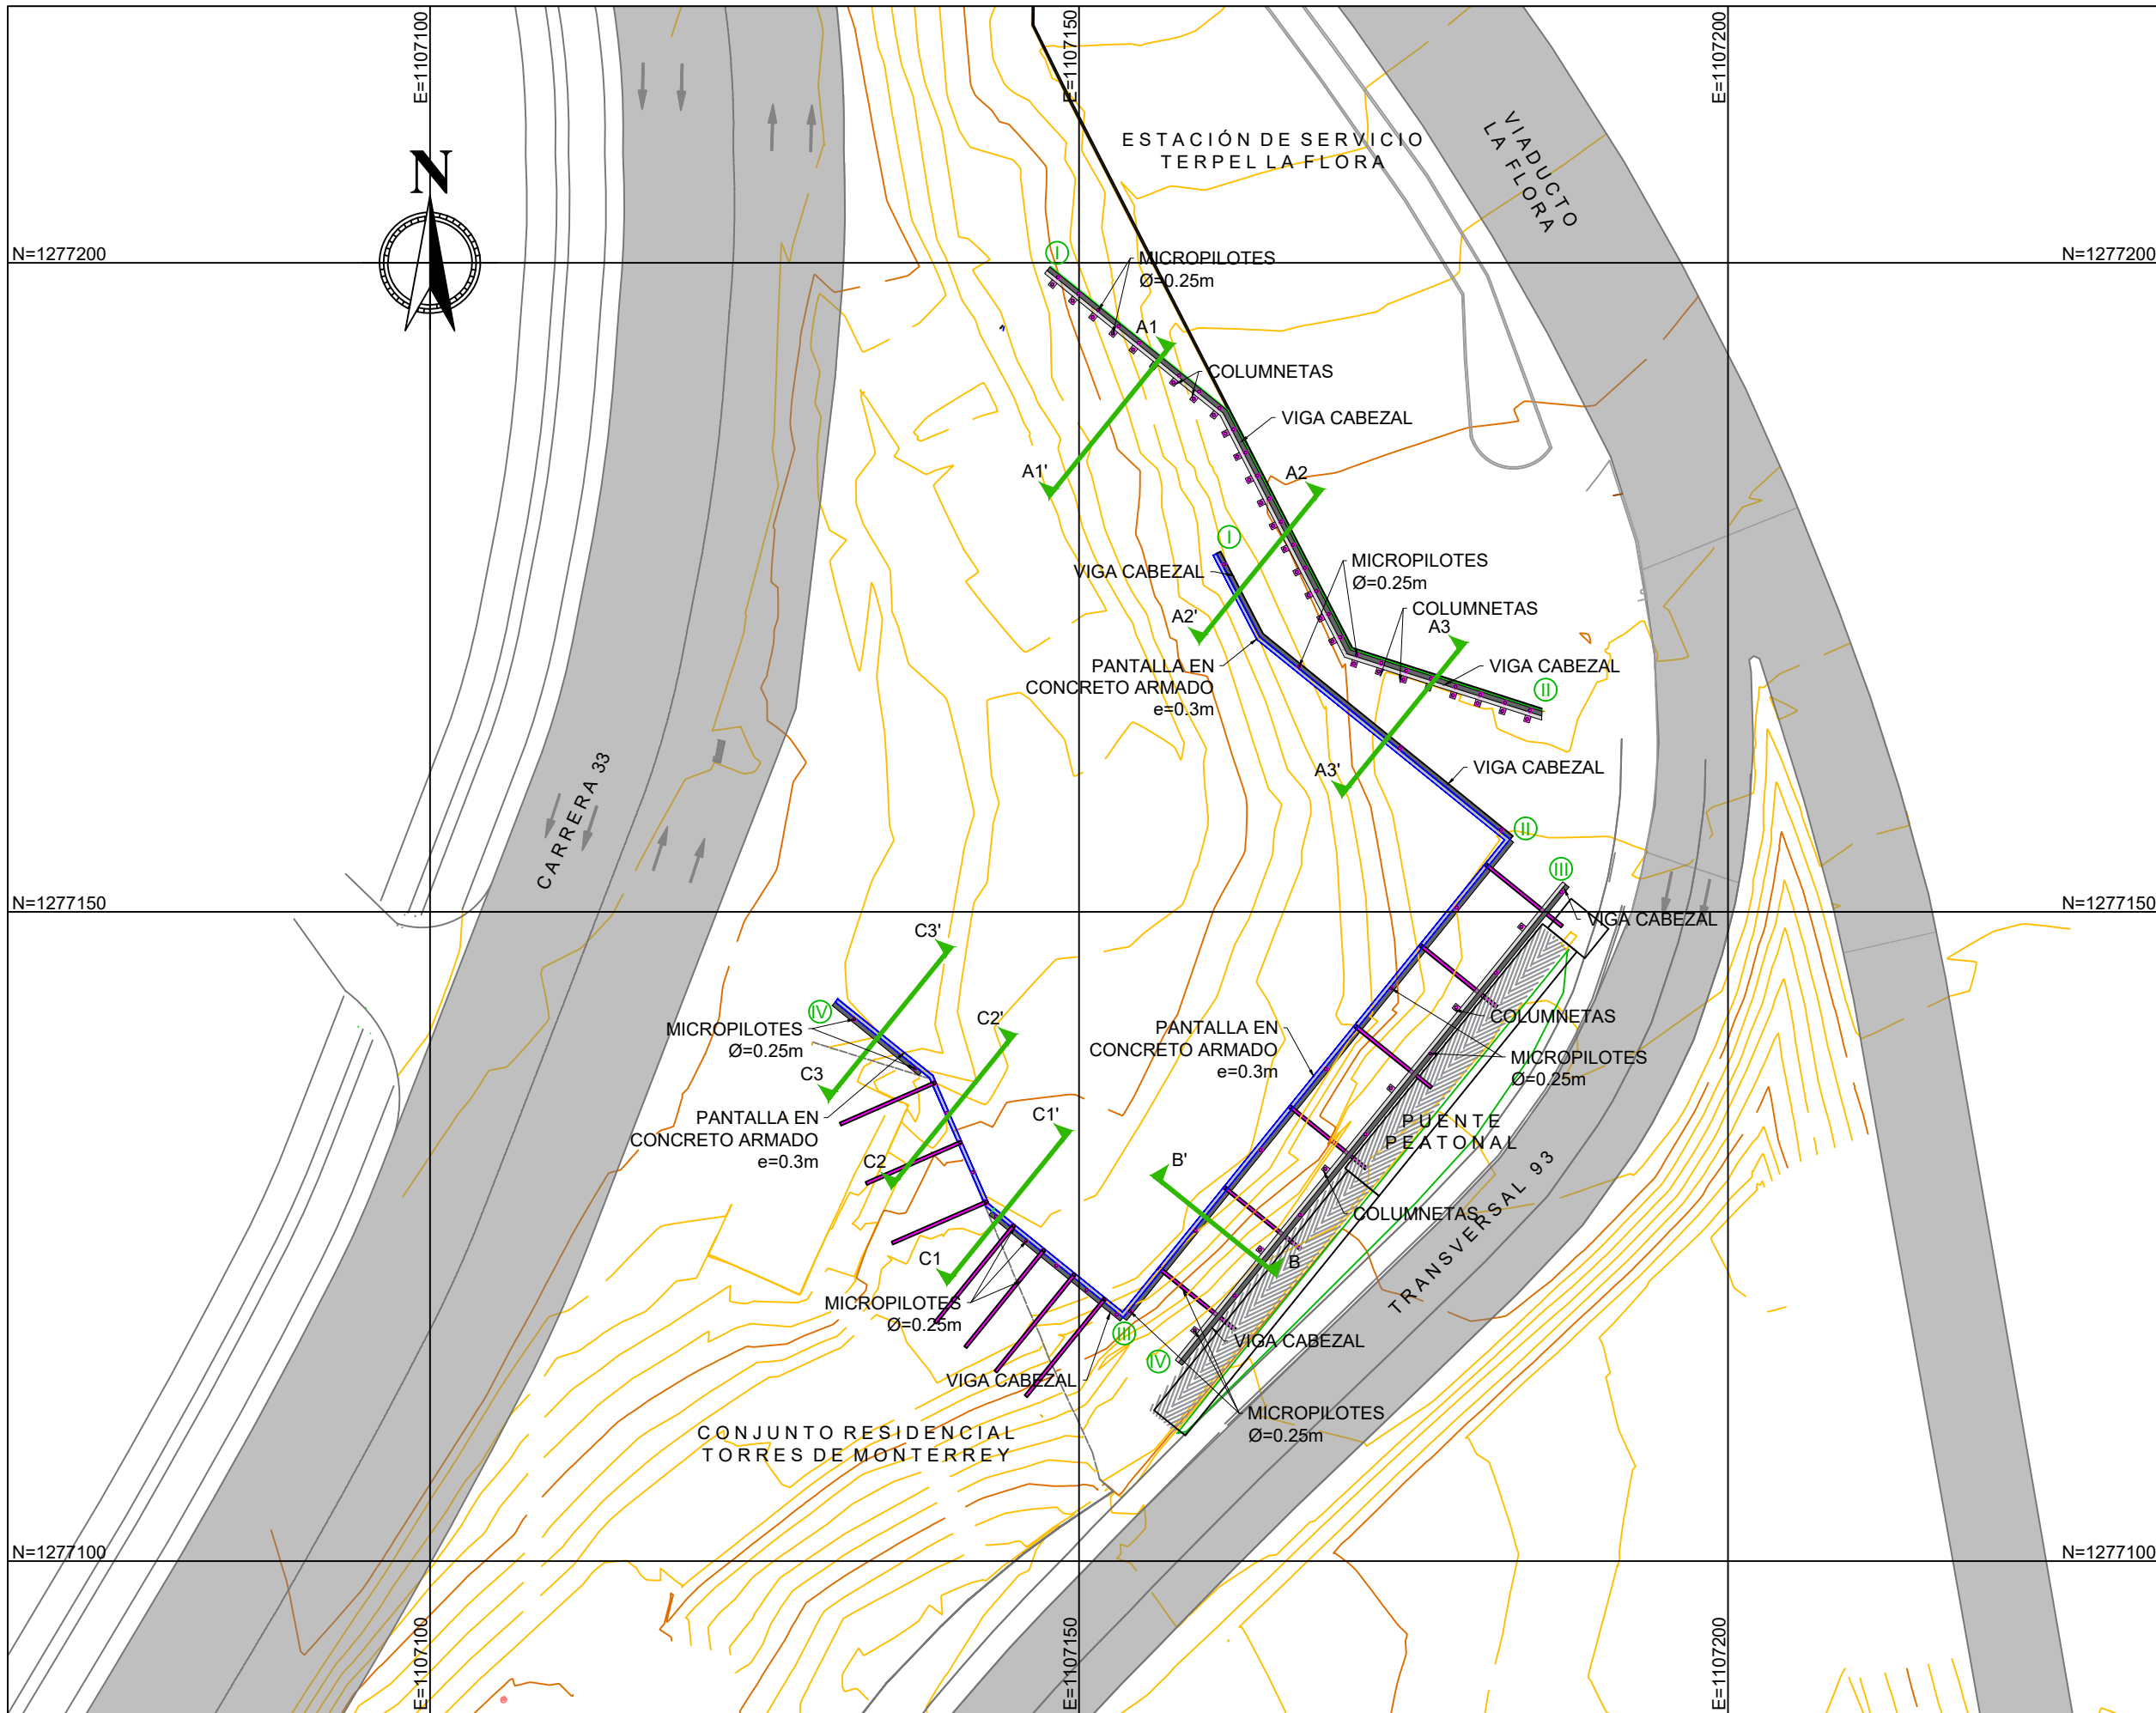 E=1107100
E=1107150
E=1107200
N
ESTACIÓN DE SERVICIO
TERPEL LA FLORA
VIADUCTO
LA FLORA
N=1277200
N=1277200
I
MICROPILOTES
Ø=0.25m
A1
COLUMNETAS
VIGA CABEZAL
A1'
A2
I
VIGA CABEZAL
MICROPILOTES
Ø=0.25m
COLUMNETAS
A2'
A3
PANTALLA EN
CONCRETO ARMADO
e=0.3m
VIGA CABEZAL
II
A3'
VIGA CABEZAL
CARRERA 33
II
III
N=1277150
N=1277150
VIGA CABEZAL
C3'
IV
MICROPILOTES
Ø=0.25m
C2'
PANTALLA EN
CONCRETO ARMADO
e=0.3m
COLUMNETAS
MICROPILOTES
Ø=0.25m
C3
PANTALLA EN
CONCRETO ARMADO
e=0.3m
C1'
PUENTE
PEATONAL
C2
B'
TRANSVERSAL 93
COLUMNETAS
C1
B
MICROPILOTES
Ø=0.25m
III
VIGA CABEZAL
IV
VIGA CABEZAL
MICROPILOTES
Ø=0.25m
CONJUNTO RESIDENCIAL
TORRES DE MONTERREY
N=1277100
N=1277100
E=1107100
E=1107150
E=1107200